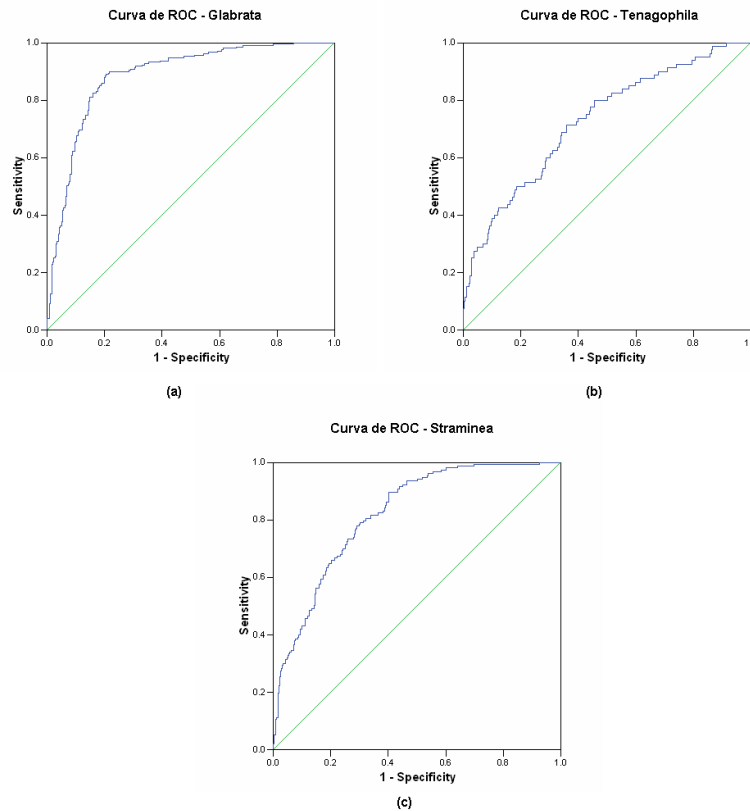 Curva de ROC - Glabrata
1.0
0.8
0.6
0.4
0.2
0.0
Sensitivity
0.0 0.2 0.4 0.6 0.8 1.0
1 - Specificity
(a)
Curva de ROC - Tenagophila
1.0
0.8
0.6
0.4
0.2
0.0
Sensitivity
0.0 0.2 0.4 0.6 0.8 1.0
1 - Specificity
(b)
Curva de ROC - Straminea
1.0
0.8
0.6
0.4
0.2
0.0
Sensitivity
0.0 0.2 0.4 0.6 0.8 1.0
1 - Specificity
(c)